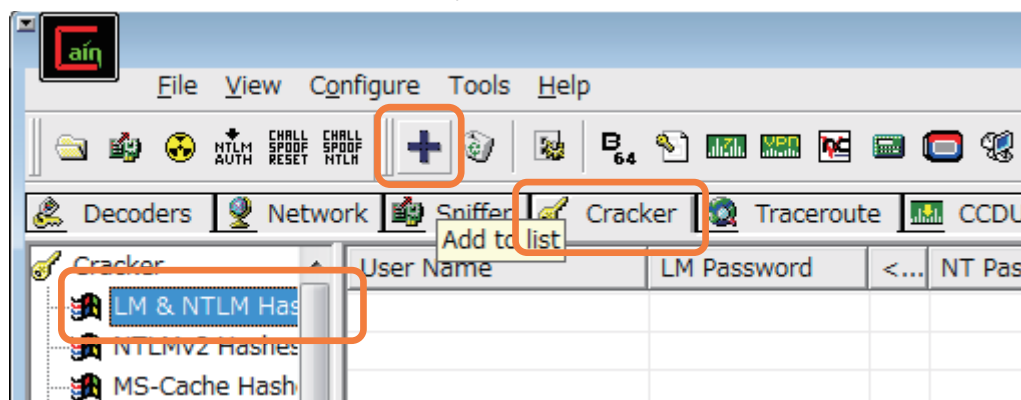 Cain
File View Configure Tools Help
NTLM AUTH CHALL SPOOF RESET CHALL SPOOF NTLM B 64 VPN
Decoders Network Sniffer Cracker Traceroute CCDU
Add to list
Cracker User Name LM Password <... NT Pas
LM & NTLM Has
NTLMv2 Hashes
MS-Cache Hash